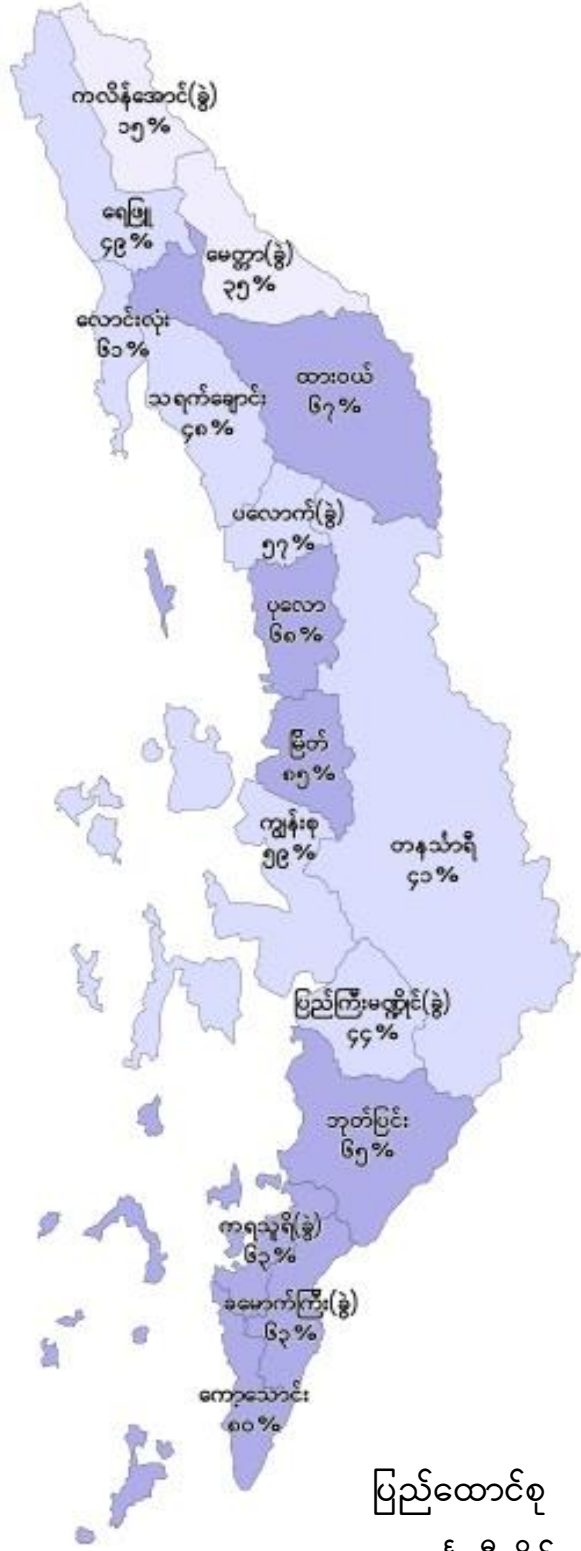 ကလိန်အောင်(ခွဲ)
၁၅%
ရေဖြူ
၄၉%
မေတ္တာ(ခွဲ)
၃၅%
လောင်းလုံး
၆၁%
ထားဝယ်
၆၇%
သရက်ချောင်း
၄၈%
ပလောက်(ခွဲ)
၅၇%
ပုလော
၆၈%
မြိတ်
၈၅%
ကျွန်းစု
၅၉%
တနင်္သာရီ
၄၁%
ပြည်ကြီးမဏ္ဍိုင်(ခွဲ)
၄၄%
ဘုတ်ပြင်း
၆၅%
ကရသူရိ(ခွဲ)
၆၃%
ခမောက်ကြီး(ခွဲ)
၆၃%
ကော့သောင်း
၈၀%
ပြည်ထောင်စု